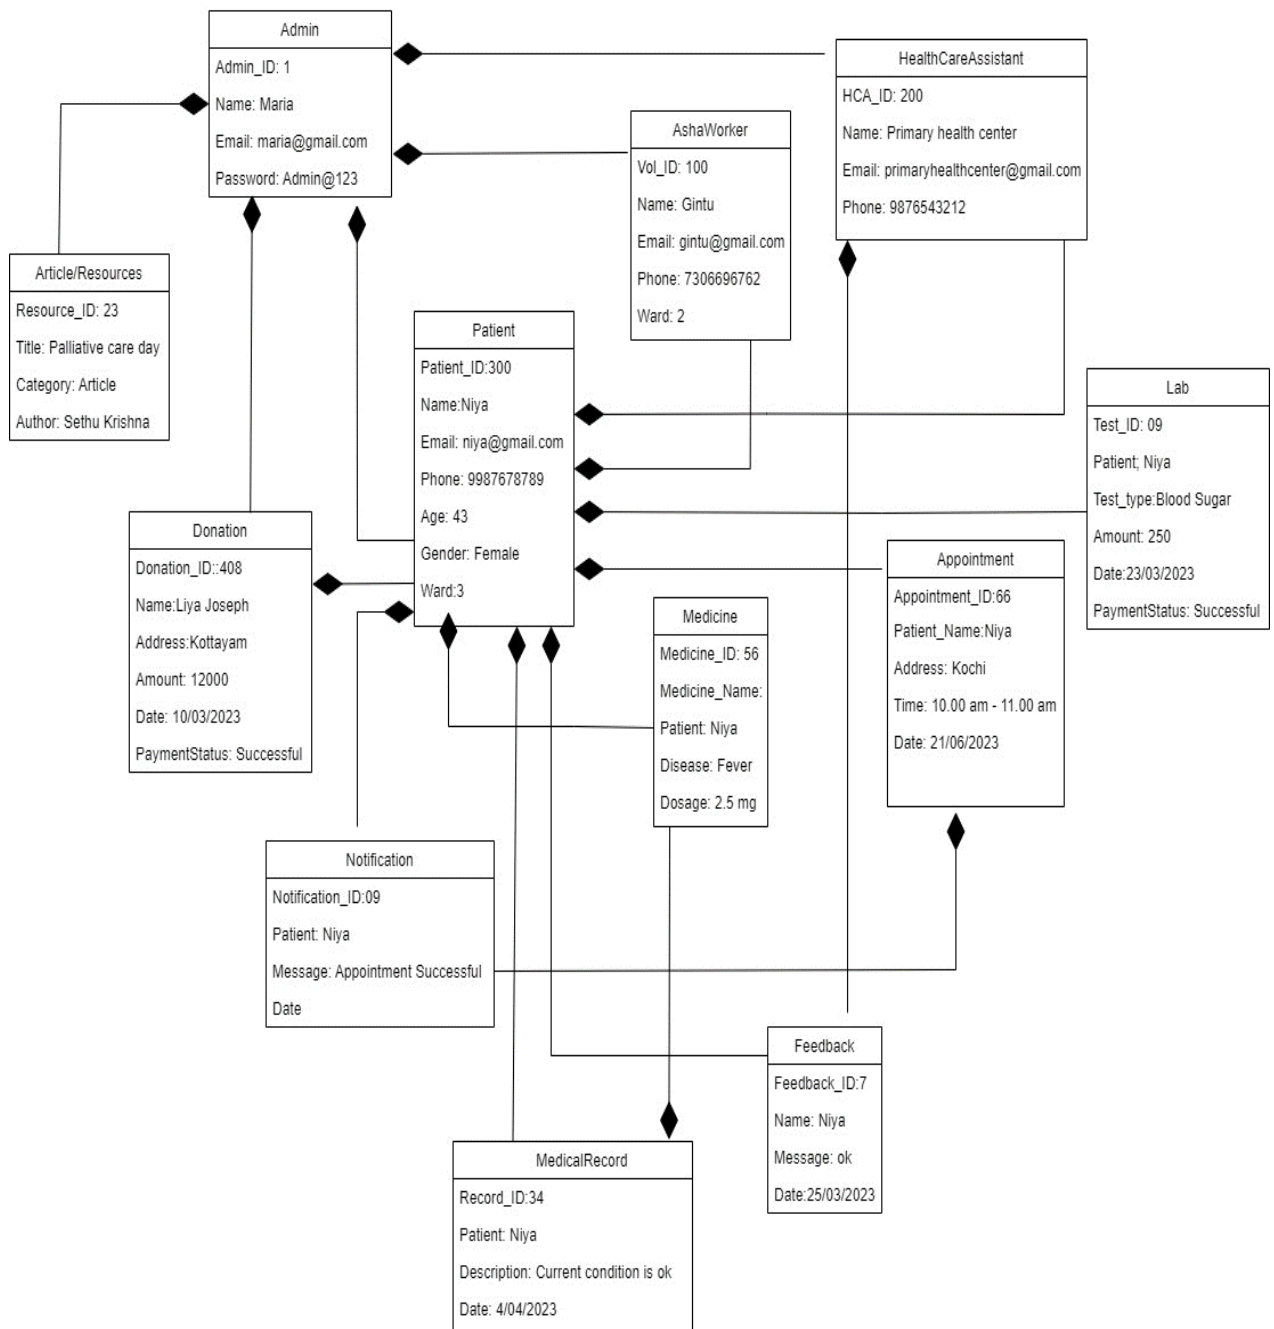 Admin
Admin_ID: 1
Name: Maria
Email: maria@gmail.com
Password: Admin@123
HealthCareAssistant
HCA_ID: 200
Name: Primary health center
Email: primaryhealthcenter@gmail.com
Phone: 9876543212
AshaWorker
Vol_ID: 100
Name: Gintu
Email: gintu@gmail.com
Phone: 7306696762
Ward: 2
Article/Resources
Resource_ID: 23
Title: Palliative care day
Category: Article
Author: Sethu Krishna
Patient
Patient_ID:300
Name:Niya
Email: niya@gmail.com
Phone: 9987678789
Age: 43
Gender: Female
Ward:3
Lab
Test_ID: 09
Patient; Niya
Test_type:Blood Sugar
Amount: 250
Date:23/03/2023
PaymentStatus: Successful
Donation
Donation_ID::408
Name:Liya Joseph
Address:Kottayam
Amount: 12000
Date: 10/03/2023
PaymentStatus: Successful
Appointment
Appointment_ID:66
Patient_Name:Niya
Address: Kochi
Time: 10.00 am - 11.00 am
Date: 21/06/2023
Medicine
Medicine_ID: 56
Medicine_Name:
Patient: Niya
Disease: Fever
Dosage: 2.5 mg
Notification
Notification_ID:09
Patient: Niya
Message: Appointment Successful
Date
Feedback
Feedback_ID:7
Name: Niya
Message: ok
Date:25/03/2023
MedicalRecord
Record_ID:34
Patient: Niya
Description: Current condition is ok
Date: 4/04/2023